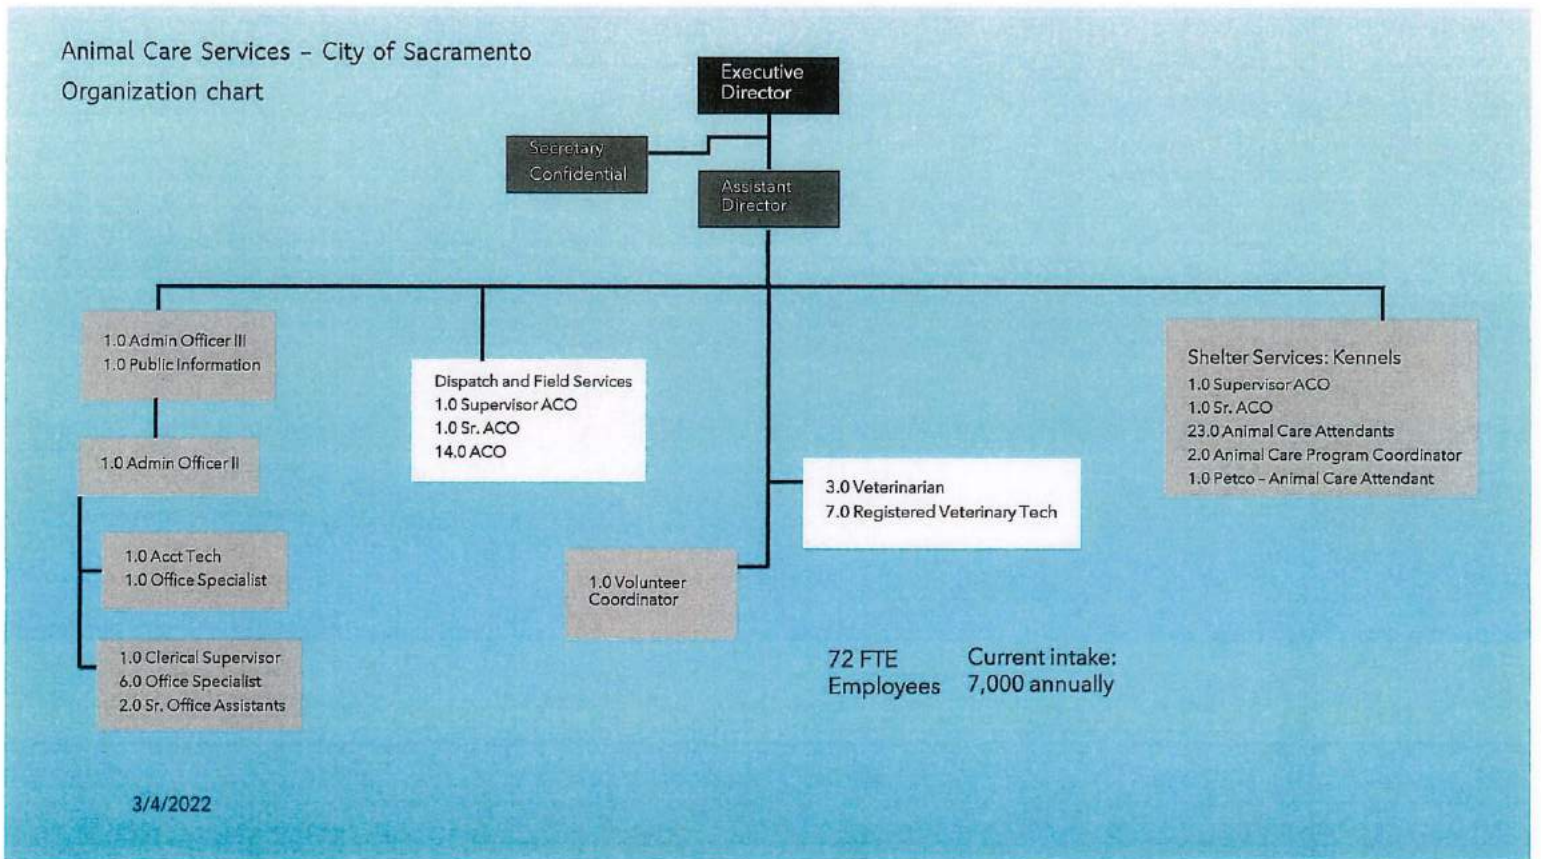 Animal Care Services – City of Sacramento
Organization chart
Executive
Director
Secretary
Confidential
Assistant
Director
1.0 Admin Officer III
1.0 Public Information
1.0 Admin Officer II
1.0 Acct Tech
1.0 Office Specialist
1.0 Clerical Supervisor
6.0 Office Specialist
2.0 Sr. Office Assistants
Dispatch and Field Services
1.0 Supervisor ACO
1.0 Sr. ACO
14.0 ACO
1.0 Volunteer
Coordinator
3.0 Veterinarian
7.0 Registered Veterinary Tech
Shelter Services: Kennels
1.0 Supervisor ACO
1.0 Sr. ACO
23.0 Animal Care Attendants
2.0 Animal Care Program Coordinator
1.0 Petco – Animal Care Attendant
72 FTE
Employees
Current intake:
7,000 annually
3/4/2022